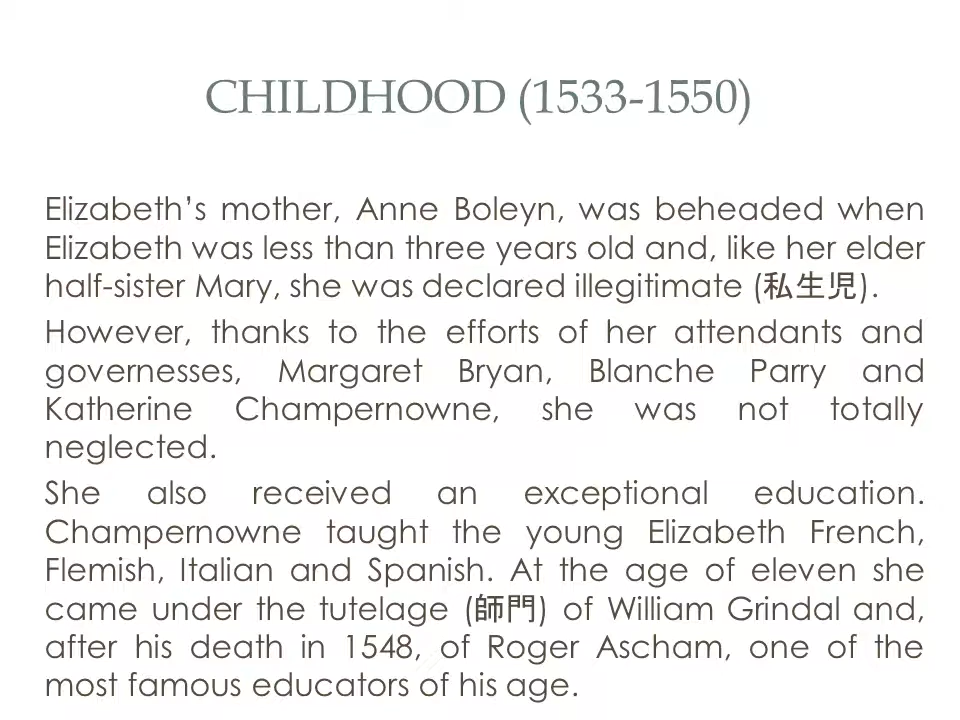 CHILDHOOD (1533-1550)
Elizabeth’s mother, Anne Boleyn, was beheaded when
Elizabeth was less than three years old and, like her elder
half-sister Mary, she was declared illegitimate (私生児).
However, thanks to the efforts of her attendants and
governesses, Margaret Bryan, Blanche Parry and
Katherine Champernowne, she was not totally
neglected.
She also received an exceptional education.
Champernowne taught the young Elizabeth French,
Flemish, Italian and Spanish. At the age of eleven she
came under the tutelage (師門) of William Grindal and,
after his death in 1548, of Roger Ascham, one of the
most famous educators of his age.